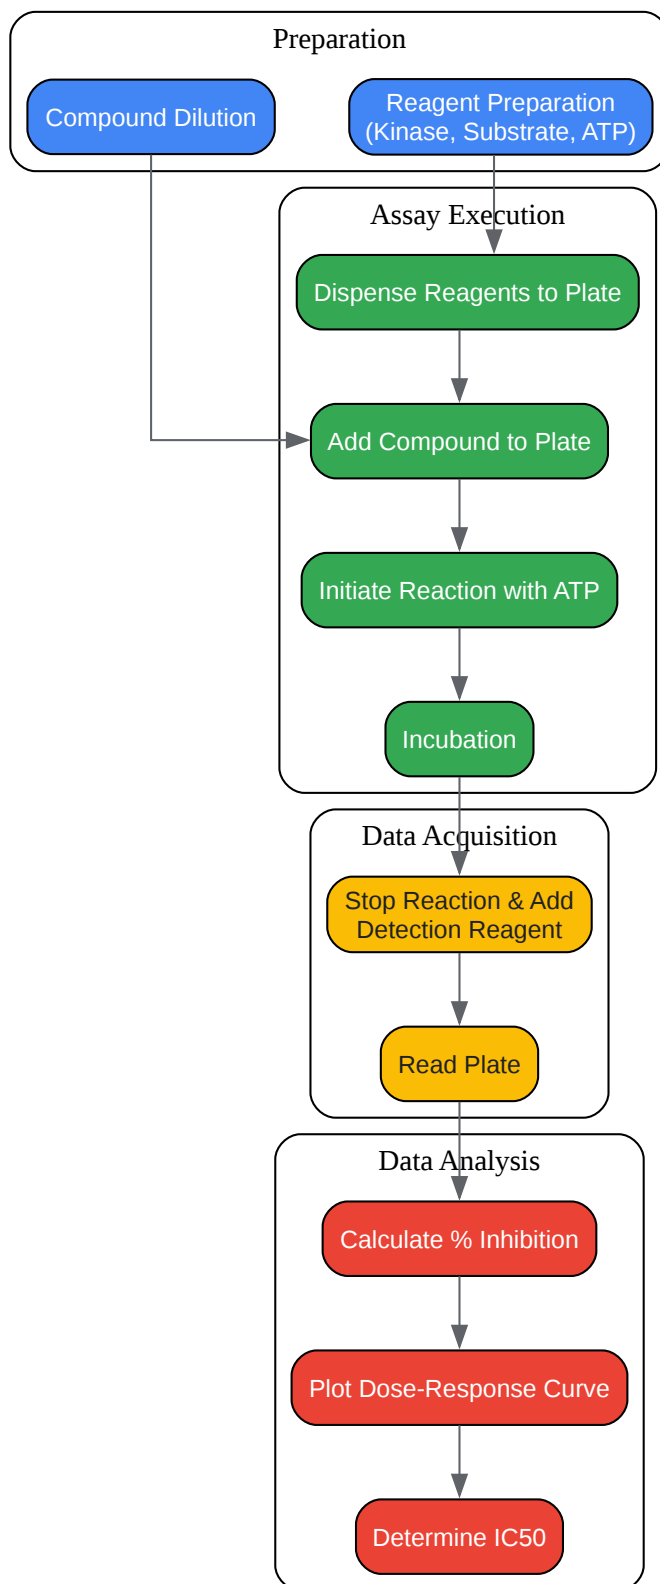 Preparation
Compound Dilution
Reagent Preparation
(Kinase, Substrate, ATP)
Assay Execution
Dispense Reagents to Plate
Add Compound to Plate
Initiate Reaction with ATP
Incubation
Data Acquisition
Stop Reaction & Add
Detection Reagent
Read Plate
Data Analysis
Calculate % Inhibition
Plot Dose-Response Curve
Determine IC50